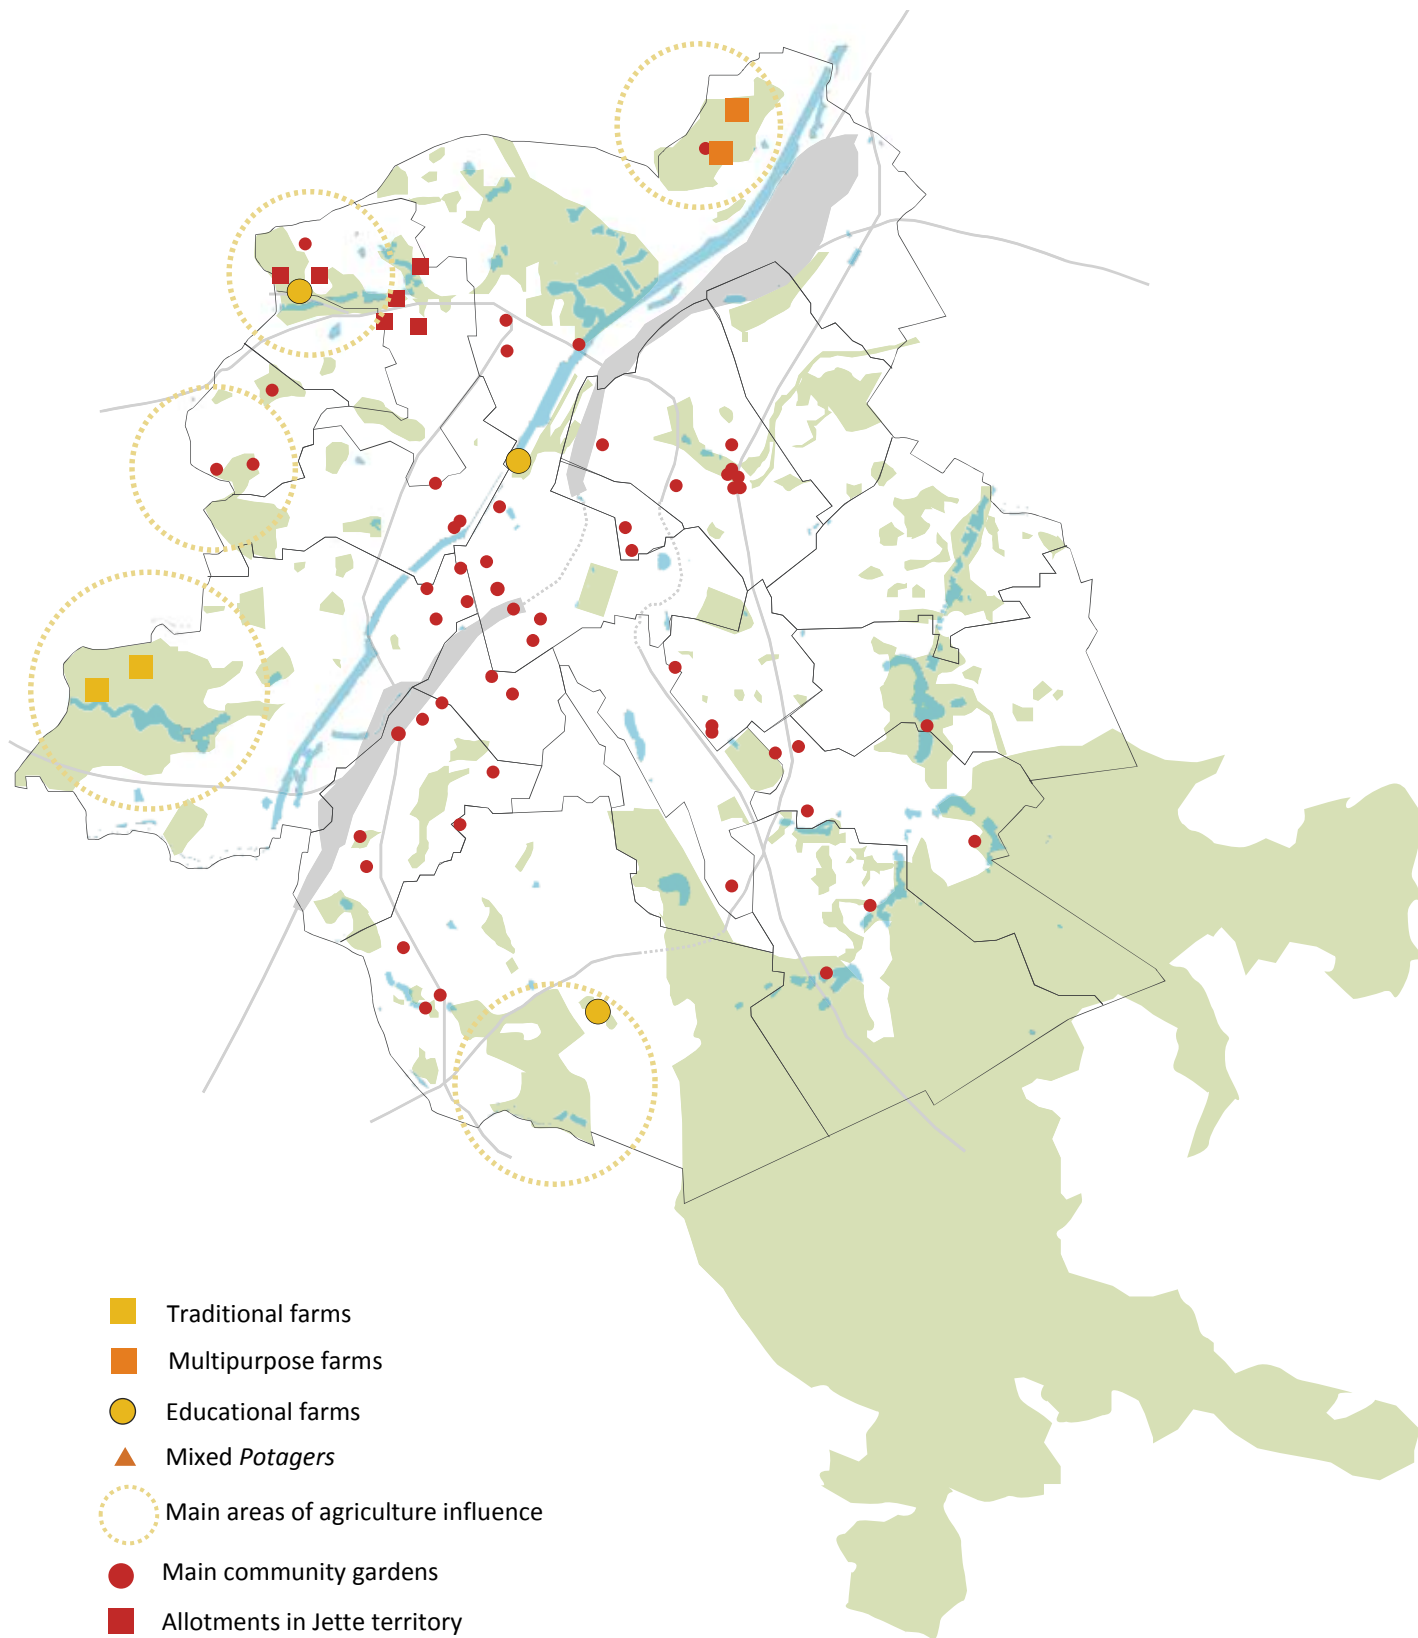 Traditional farms
Multipurpose farms
Educational farms
Mixed Potagers
Main areas of agriculture influence
Main community gardens
Allotments in Jette territory